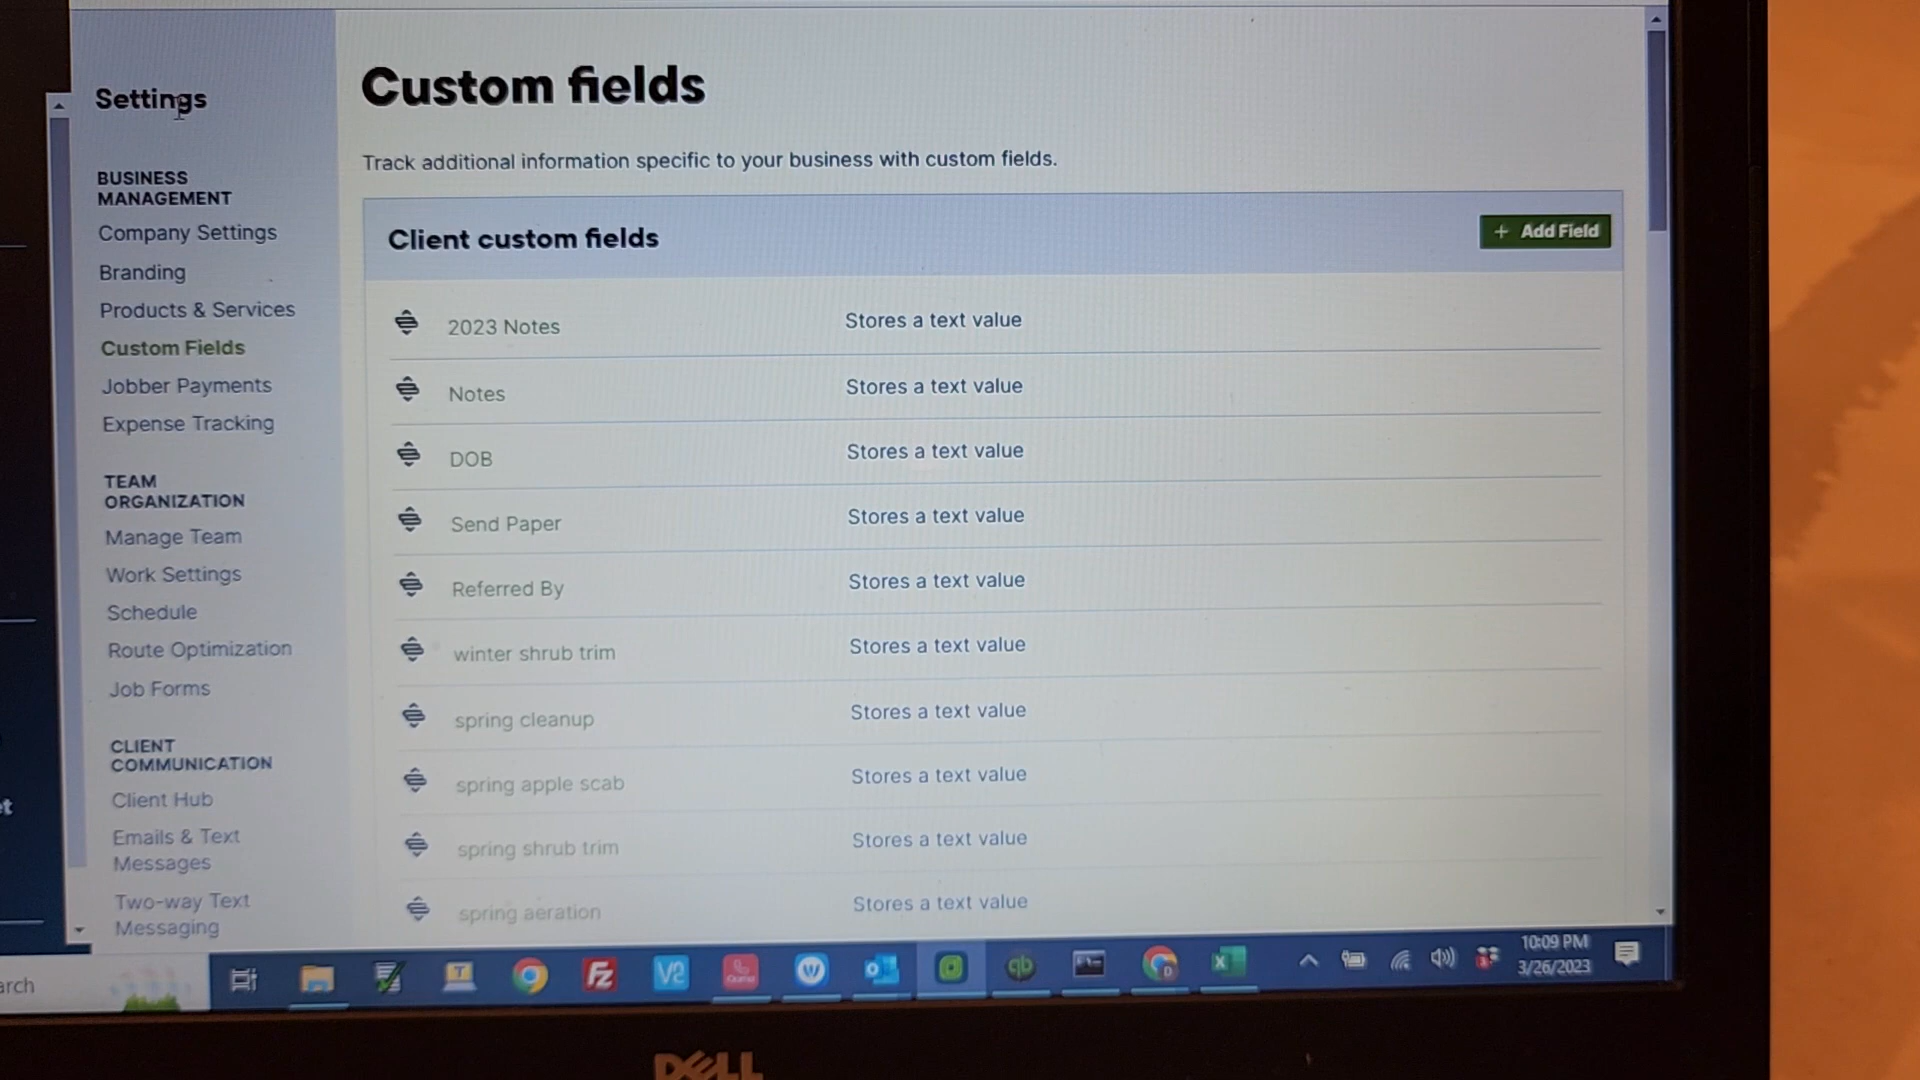 Settings
BUSINESS
MANAGEMENT
Company Settings
Branding
Products & Services
Custom Fields
Jobber Payments
Expense Tracking
TEAM
ORGANIZATION
Manage Team
Work Settings
Schedule
Route Optimization
Job Forms
CLIENT
COMMUNICATION
Client Hub
Emails & Text
Messages
Two-way Text
Messaging
Custom fields
Track additional information specific to your business with custom fields.
Client custom fields
+ Add Field
2023 Notes Stores a text value
Notes Stores a text value
DOB Stores a text value
Send Paper Stores a text value
Referred By Stores a text value
winter shrub trim Stores a text value
spring cleanup Stores a text value
spring apple scab Stores a text value
spring shrub trim Stores a text value
spring aeration Stores a text value
10:09 PM
3/26/2023
DELL